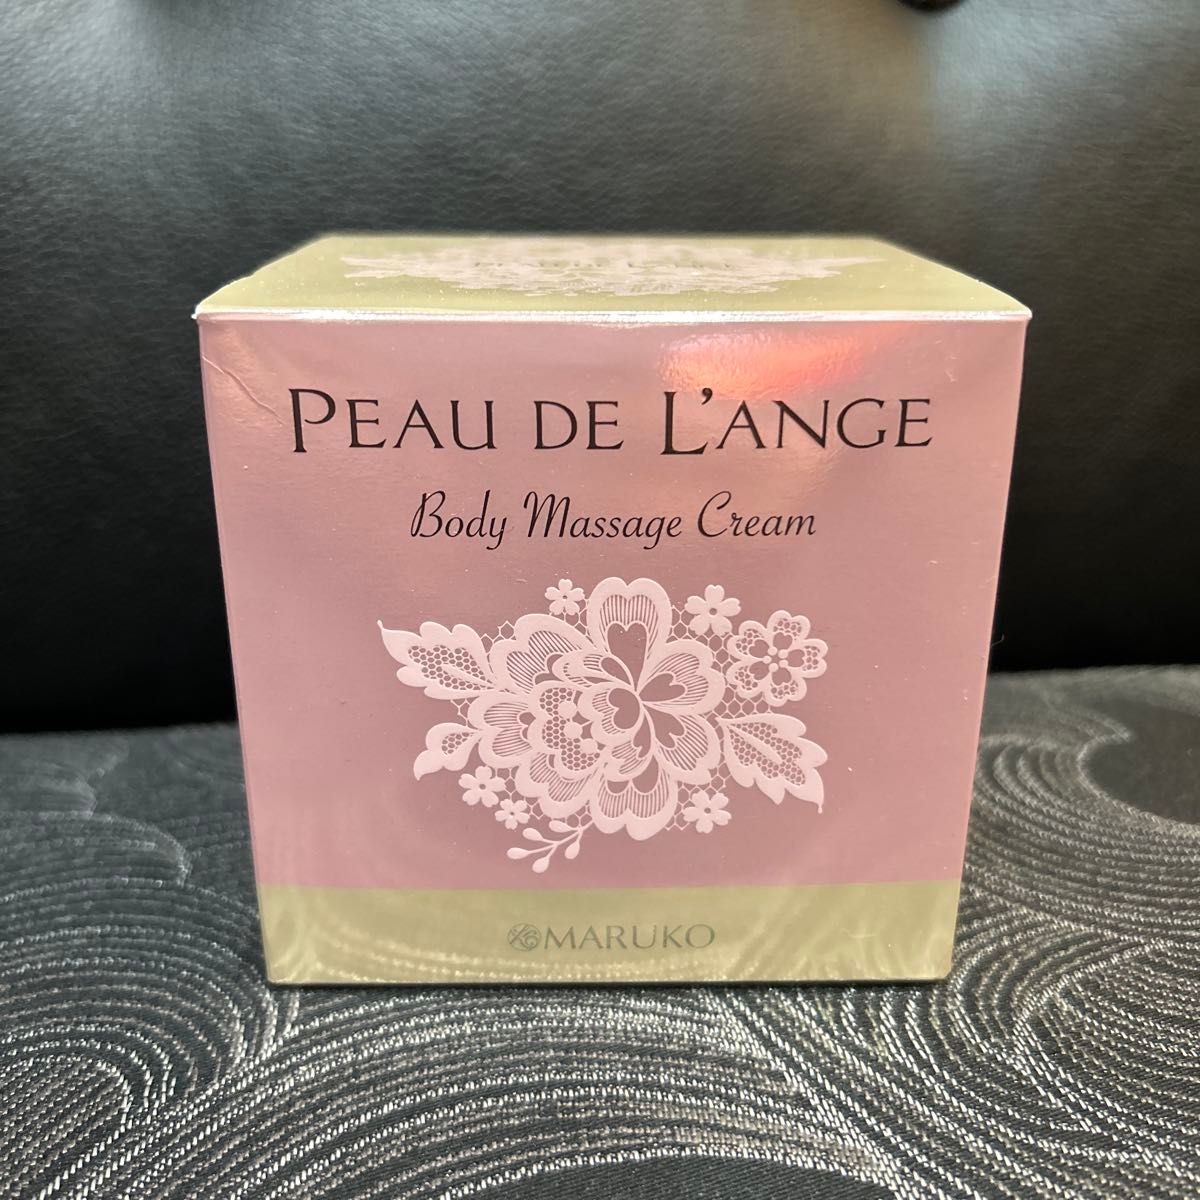 PEAU DE L'ANGE
Body Massage Cream
MARUKO